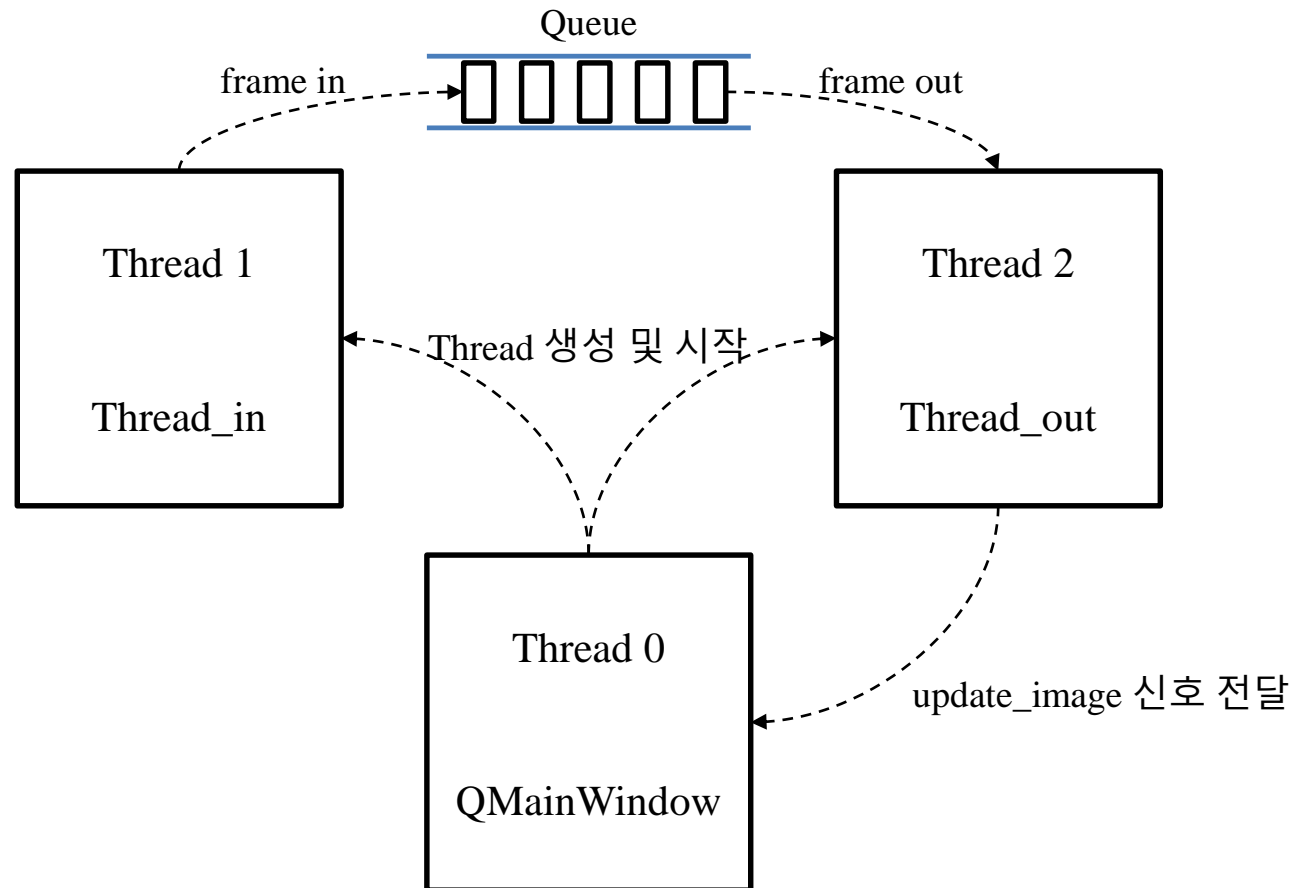 Queue
frame in
frame out
Thread 1
Thread_in
Thread 2
Thread_out
Thread 생성 및 시작
Thread 0
QMainWindow
update_image 신호 전달